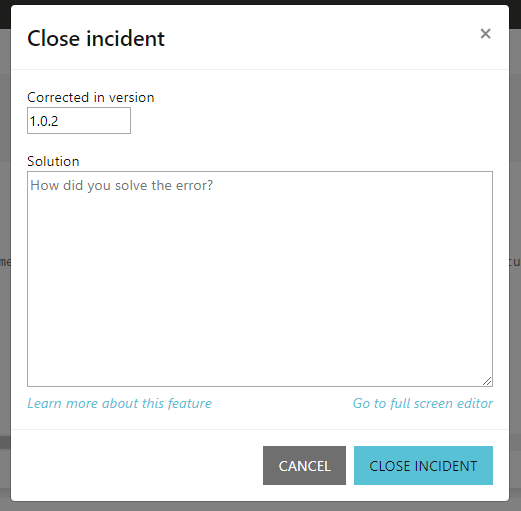 Close incident
×
Corrected in version
1.0.2
Solution
How did you solve the error?
Learn more about this feature
Go to full screen editor
CANCEL
CLOSE INCIDENT